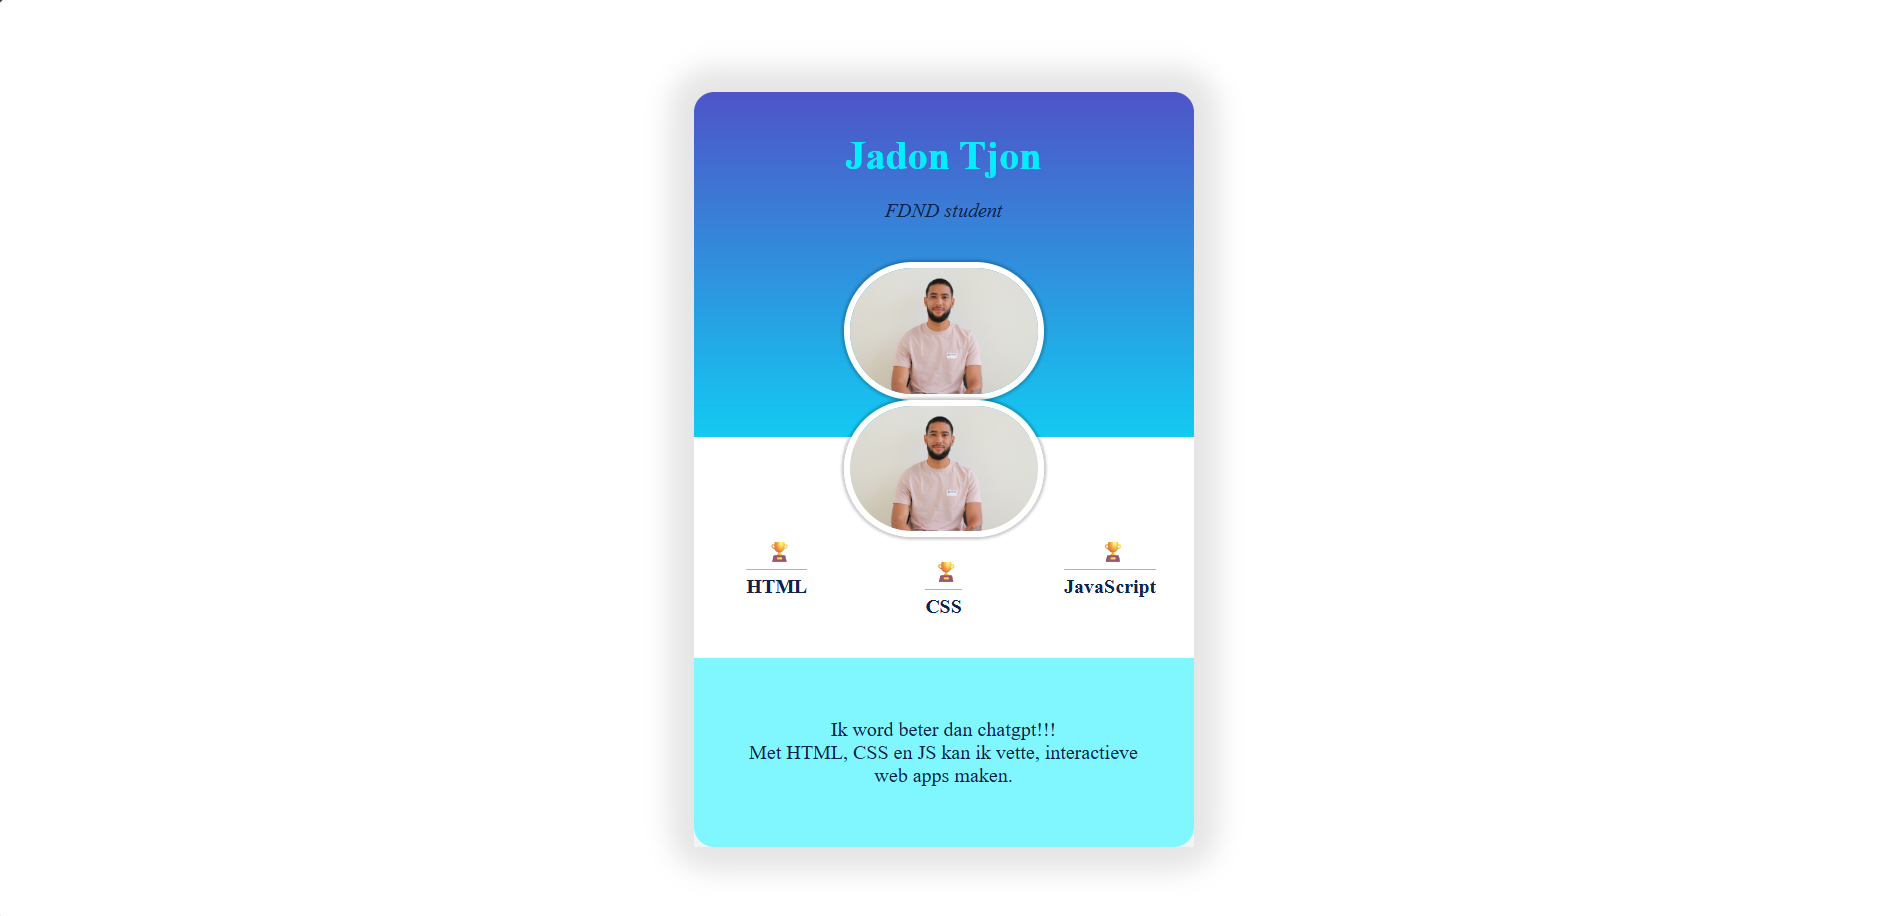 Jadon Tjon
FDND student
HTML
CSS
JavaScript
Ik word beter dan chatgpt!!!
Met HTML, CSS en JS kan ik vette, interactieve
web apps maken.